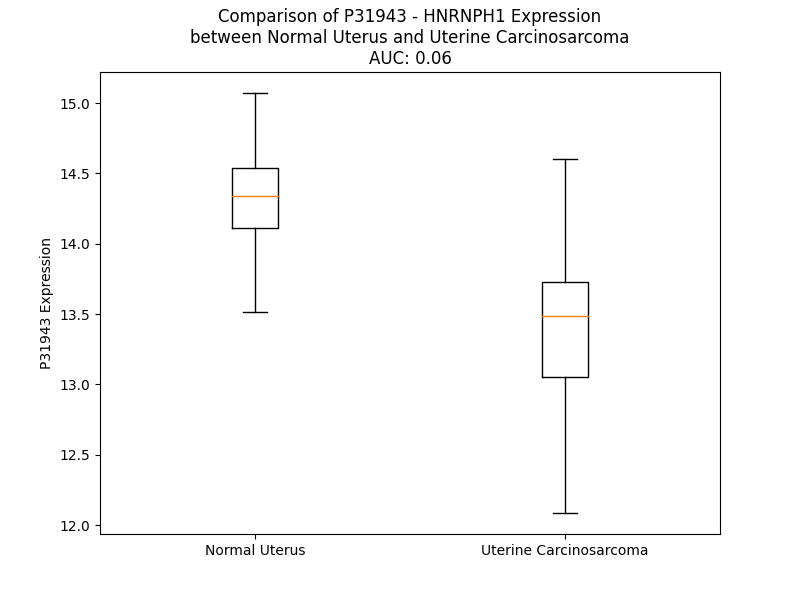 Comparison of P31943 - HNRNPH1 Expression
between Normal Uterus and Uterine Carcinosarcoma
AUC: 0.06
15.0
14.5
14.0
13.5
13.0
12.5
12.0
P31943 Expression
Normal Uterus
Uterine Carcinosarcoma